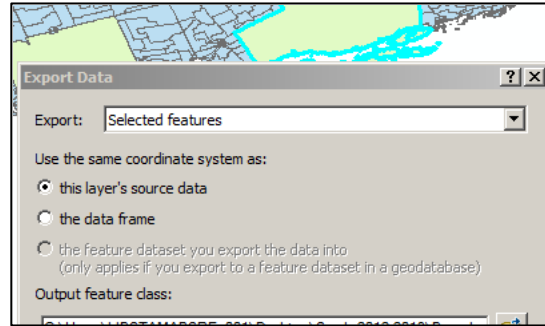 Export Data
Export: Selected features
Use the same coordinate system as:
this layer's source data
the data frame
the feature dataset you export the data into
(only applies if you export to a feature dataset in a geodatabase)
Output feature class: